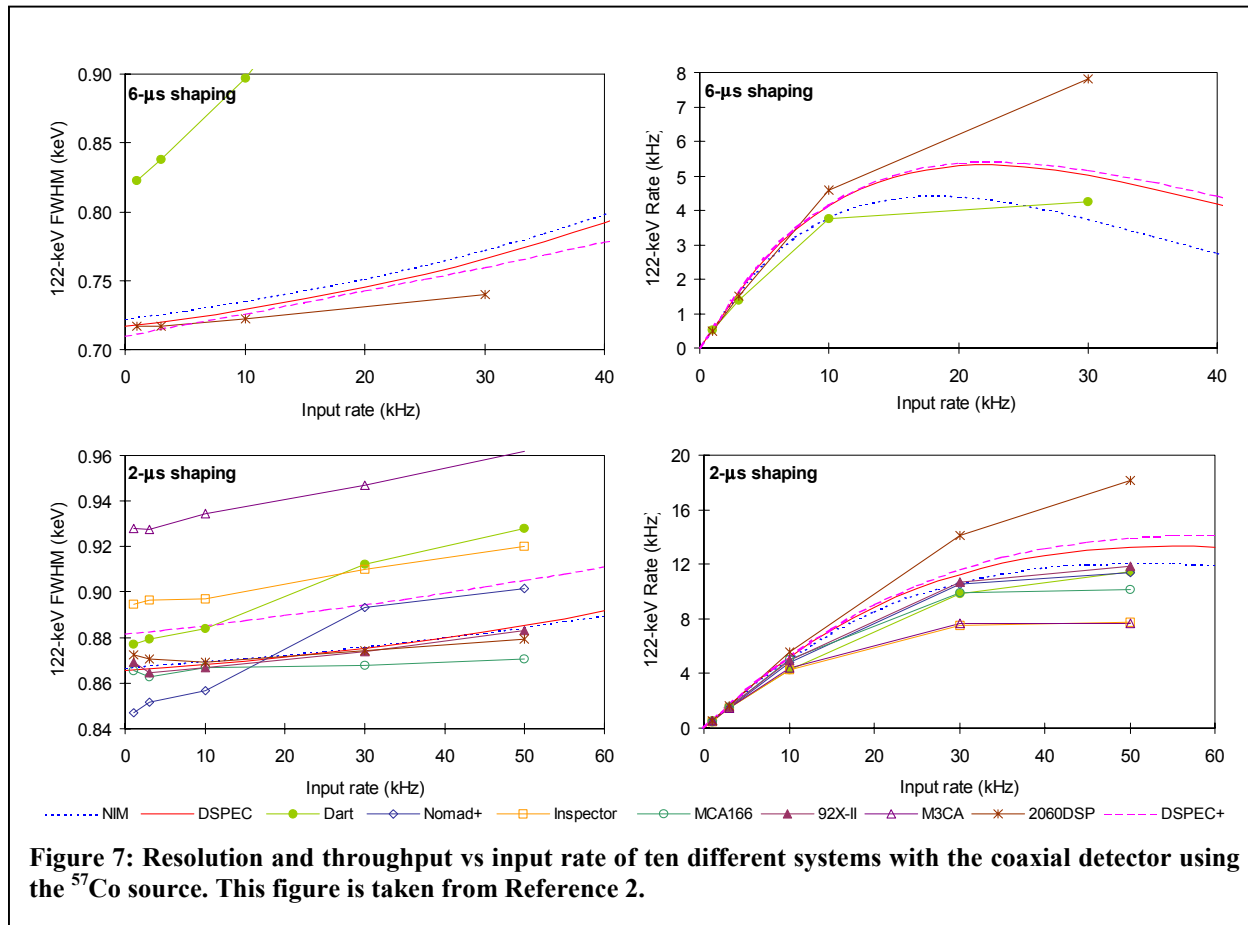 6-μs shaping
122-keV FWHM (keV)
0.90
0.85
0.80
0.75
0.70
0 10 20 30 40
Input rate (kHz)
6-μs shaping
122-keV Rate (kHz)
8
7
6
5
4
3
2
1
0
0 10 20 30 40
Input rate (kHz)
2-μs shaping
122-keV FWHM (keV)
0.96
0.94
0.92
0.90
0.88
0.86
0.84
0 10 20 30 40 50 60
Input rate (kHz)
2-μs shaping
122-keV Rate (kHz)
20
16
12
8
4
0
0 10 20 30 40 50 60
Input rate (kHz)
NIM DSPEC Dart Nomad+ Inspector MCA166 92X-II M3CA 2060DSP DSPEC+
Figure 7: Resolution and throughput vs input rate of ten different systems with the coaxial detector using
the ⁵⁷Co source. This figure is taken from Reference 2.